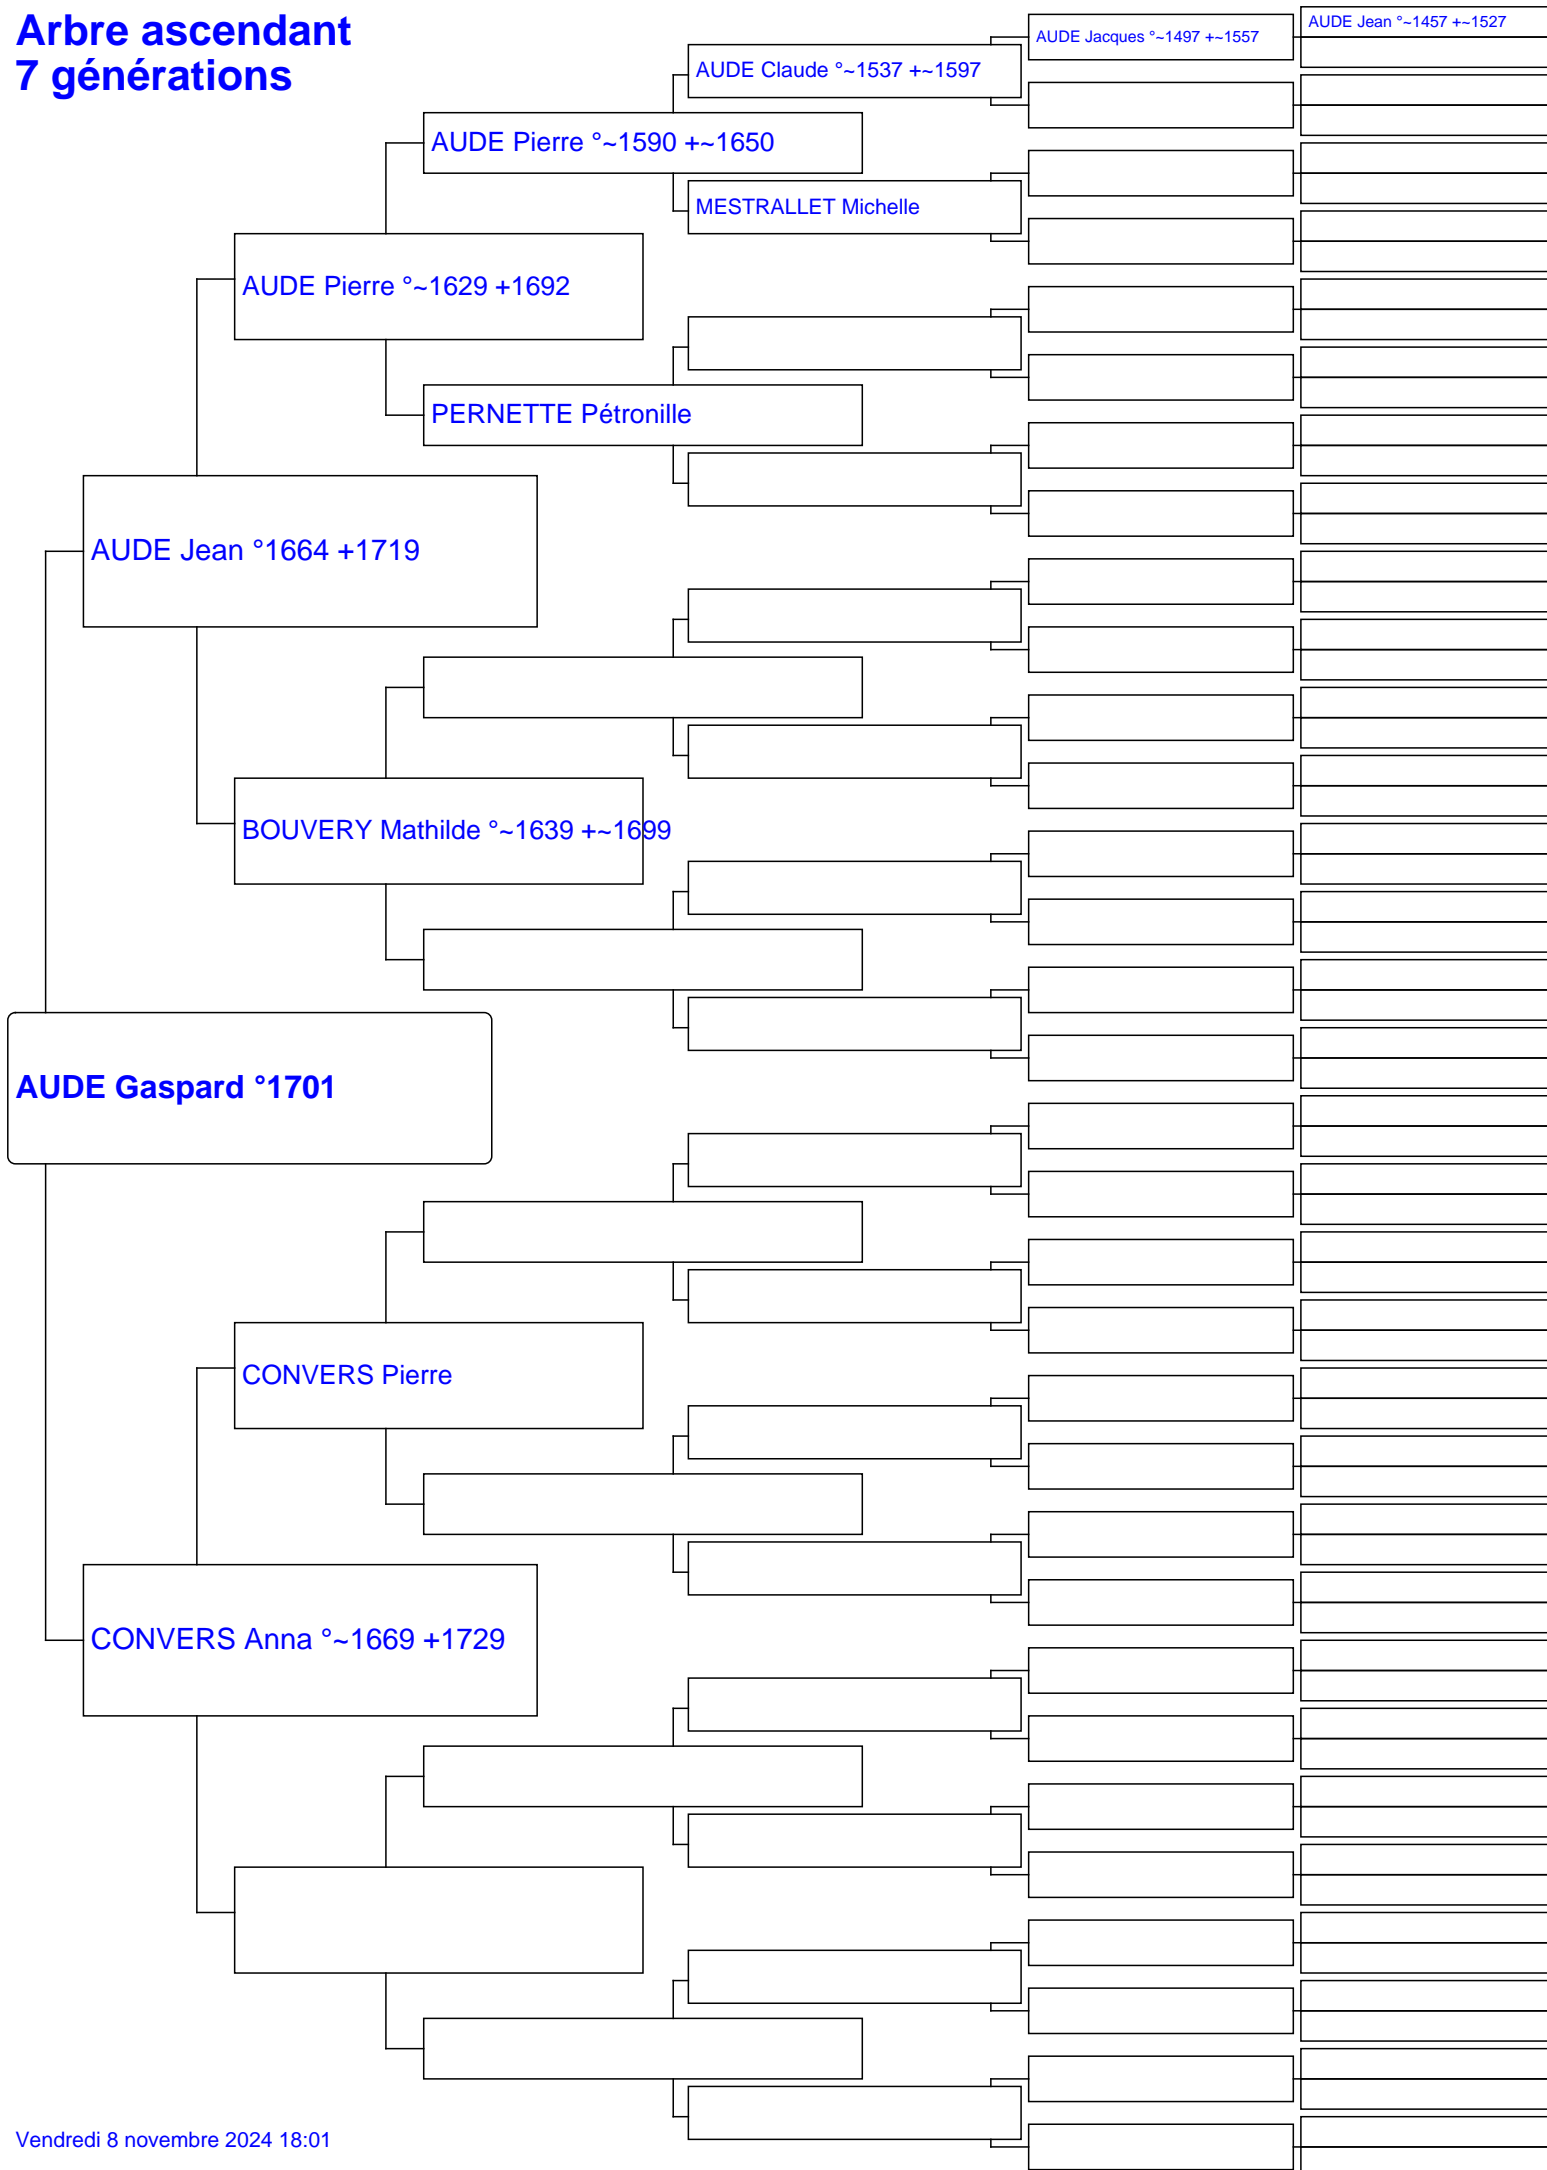 Arbre ascendant
7 générations
AUDE Jean °~1457 +~1527
AUDE Jacques °~1497 +~1557
AUDE Claude °~1537 +~1597
AUDE Pierre °~1590 +~1650
MESTRALLET Michelle
AUDE Pierre °~1629 +1692
PERNETTE Pétronille
AUDE Jean °1664 +1719
BOUVERY Mathilde °~1639 +~1699
AUDE Gaspard °1701
CONVERS Pierre
CONVERS Anna °~1669 +1729
Vendredi 8 novembre 2024 18:01